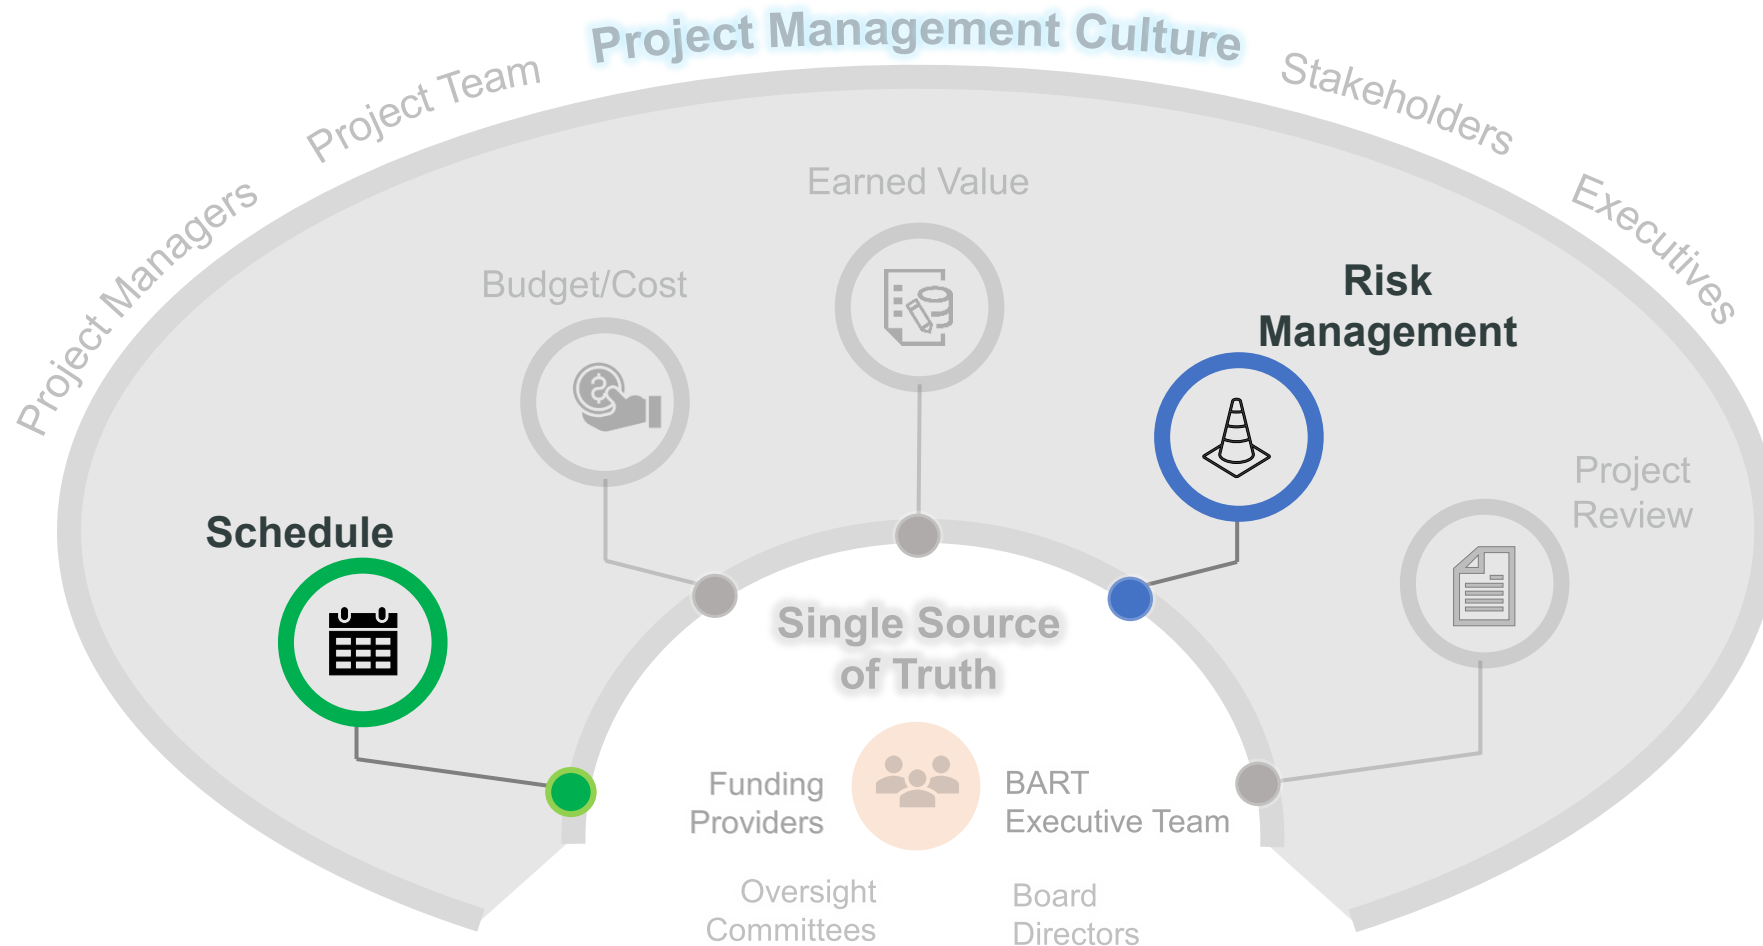 Project Management Culture
Project Managers
Project Team
Stakeholders
Executives
Earned Value
Budget/Cost
Risk
Management
Schedule
Project
Review
Single Source
of Truth
Funding
Providers
BART
Executive Team
Oversight
Committees
Board
Directors